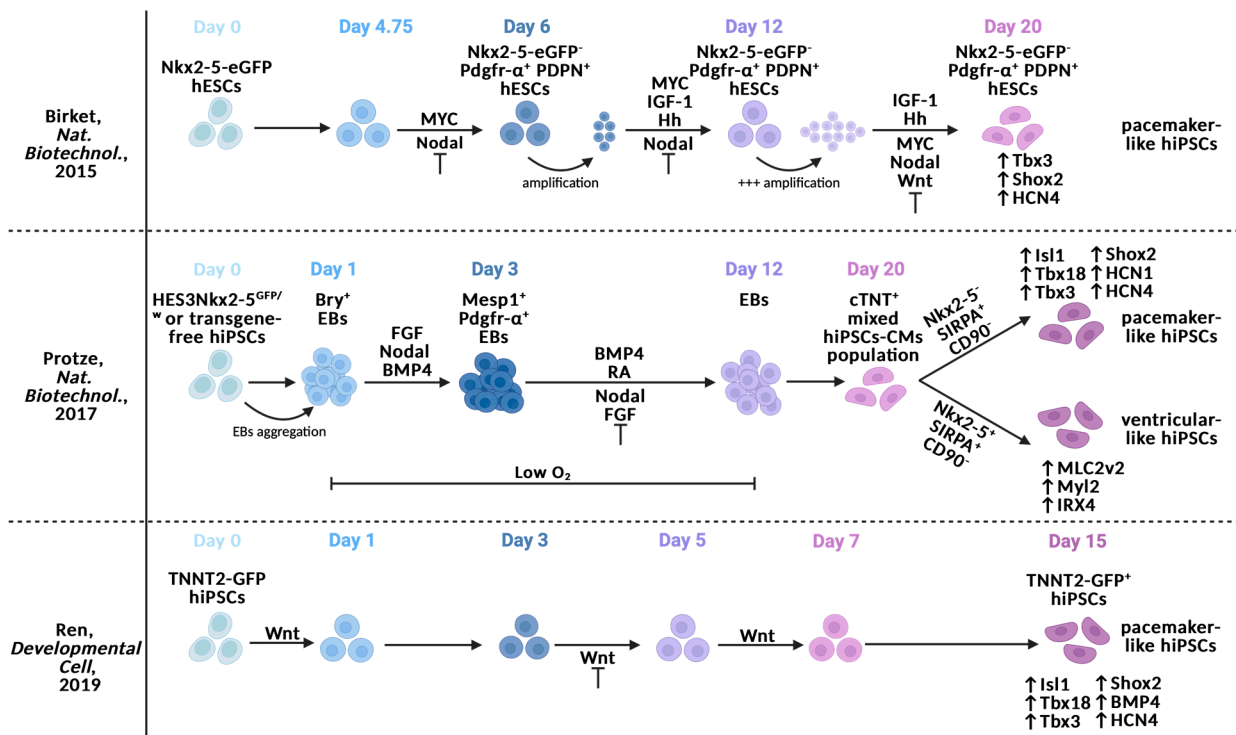 Day 0
Day 4.75
Day 6
Day 12
Day 20
Birket,
Nat.
Biotechnol.,
2015
Nkx2-5-eGFP
hESCs
MYC
Nodal
Nkx2-5-eGFP⁻
Pdgfr-α⁺ PDPN⁺
hESCs
amplification
MYC
IGF-1
Hh
Nodal
Nkx2-5-eGFP⁻
Pdgfr-α⁺ PDPN⁺
hESCs
+++ amplification
IGF-1
Hh
MYC
Nodal
Wnt
Nkx2-5-eGFP⁻
Pdgfr-α⁺ PDPN⁺
hESCs
↑Tbx3
↑Shox2
↑HCN4
pacemaker-
like hiPSCs
Day 0
Day 1
Day 3
Day 12
Day 20
Protze,
Nat.
Biotechnol.,
2017
HES3Nkx2-5ᴳᶠᴾ/
ʷ or transgene-
free hiPSCs
EBs aggregation
Bry⁺
EBs
FGF
Nodal
BMP4
Mesp1⁺
Pdgfr-α⁺
EBs
BMP4
RA
Nodal
FGF
EBs
Low O₂
cTNT⁺
mixed
hiPSCs-CMs
population
Nkx2-5⁻
SIRPA⁺
CD90⁻
↑Isl1 ↑Shox2
↑Tbx18 ↑HCN1
↑Tbx3 ↑HCN4
pacemaker-
like hiPSCs
Nkx2-5⁺
SIRPA⁺
CD90⁻
ventricular-
like hiPSCs
↑MLC2v2
↑Myl2
↑IRX4
Day 0
Day 1
Day 3
Day 5
Day 7
Day 15
Ren,
Developmental
Cell,
2019
TNNT2-GFP
hiPSCs
Wnt
Wnt
Wnt
TNNT2-GFP⁺
hiPSCs
pacemaker-
like hiPSCs
↑Isl1 ↑Shox2
↑Tbx18 ↑BMP4
↑Tbx3 ↑HCN4